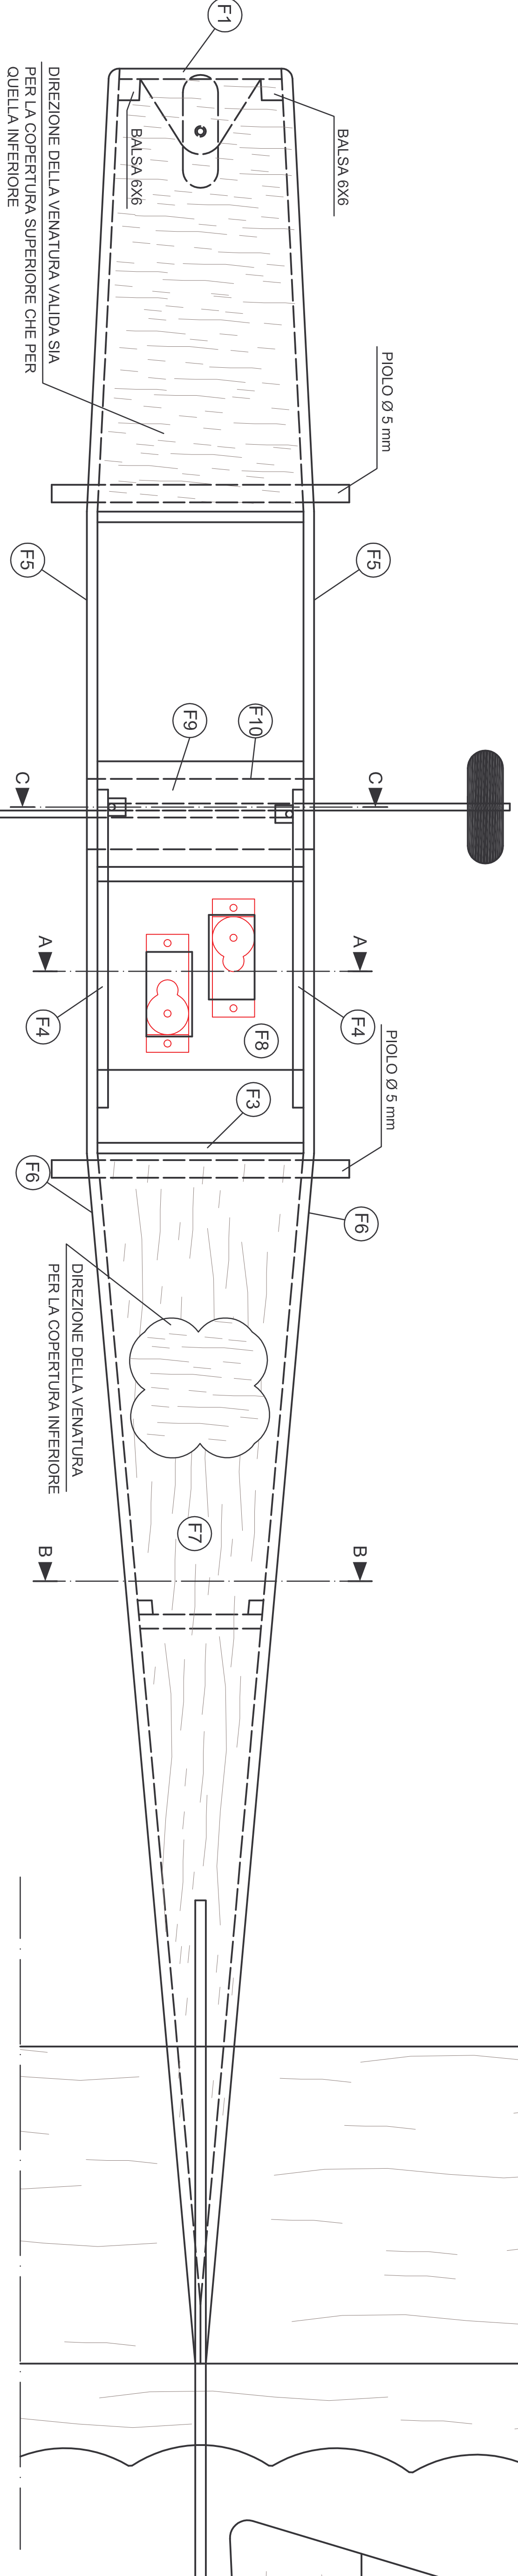 F1
BALSA 6X6
BALSA 6X6
DIREZIONE DELLA VENATURA VALIDA SIA
PER LA COPERTURA SUPERIORE CHE PER
QUELLA INFERIORE
PIOLO Ø 5 mm
F5
F5
F9
F10
C
C
A
A
F4
F4
F8
PIOLO Ø 5 mm
F3
F6
F6
DIREZIONE DELLA VENATURA
PER LA COPERTURA INFERIORE
F7
B
B